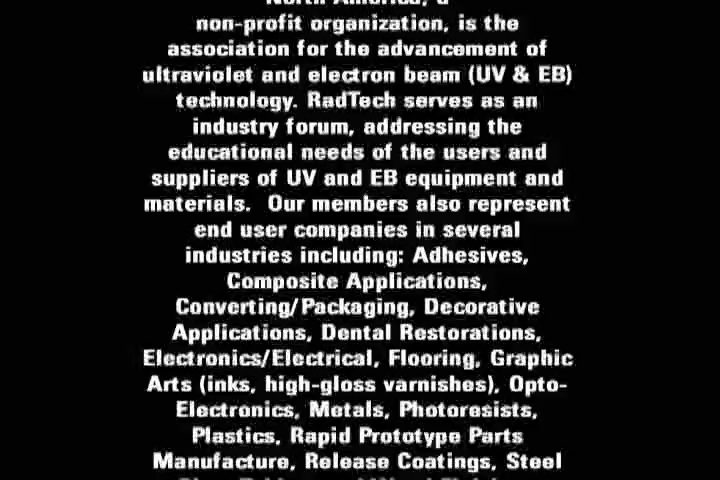 North America, a
non-profit organization, is the
association for the advancement of
ultraviolet and electron beam (UV & EB)
technology. RadTech serves as an
industry forum, addressing the
educational needs of the users and
suppliers of UV and EB equipment and
materials.  Our members also represent
end user companies in several
industries including: Adhesives,
Composite Applications,
Converting/Packaging, Decorative
Applications, Dental Restorations,
Electronics/Electrical, Flooring, Graphic
Arts (inks, high-gloss varnishes), Opto-
Electronics, Metals, Photoresists,
Plastics, Rapid Prototype Parts
Manufacture, Release Coatings, Steel